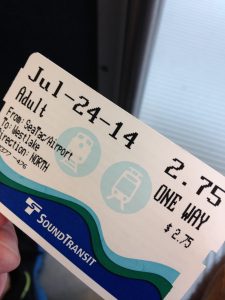 Jul-24-14
Adult
2.75
From: SeaTac/Airport
To: Westlake
Direction: NORTH
ONE WAY
$ 2.75
SOUNDTRANSIT